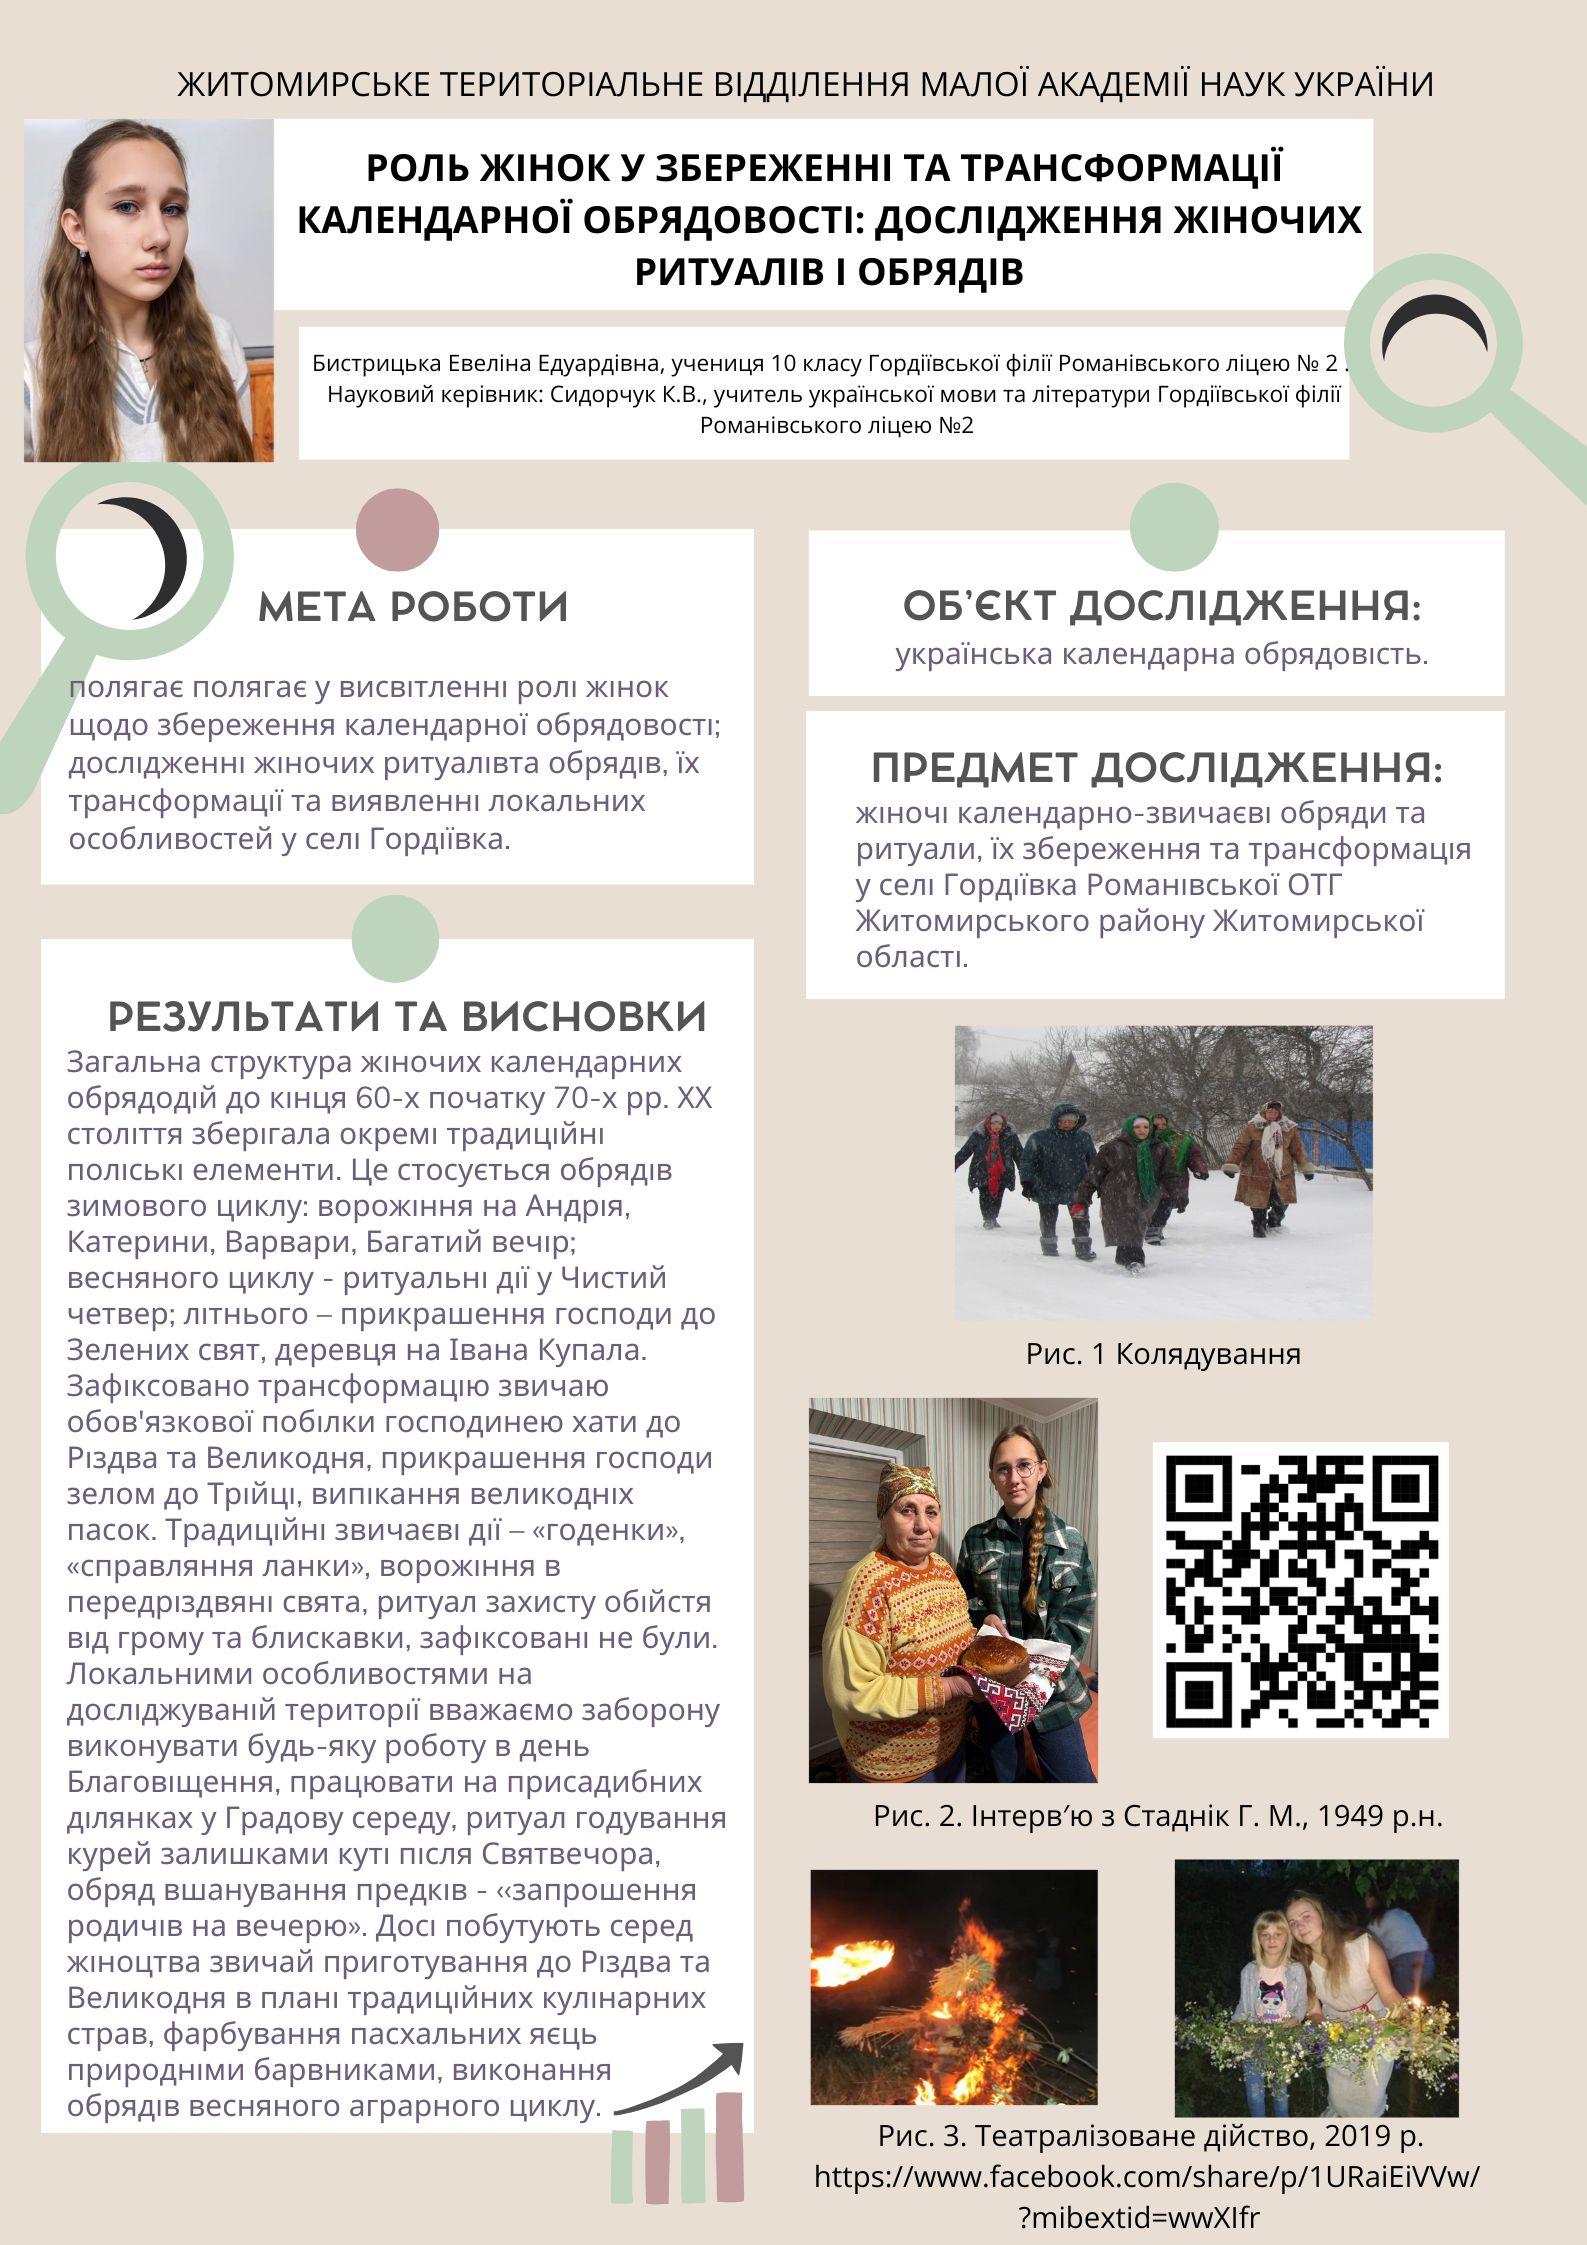 ЖИТОМИРСЬКЕ ТЕРИТОРІАЛЬНЕ ВІДДІЛЕННЯ МАЛОЇ АКАДЕМІЇ НАУК УКРАЇНИ
РОЛЬ ЖІНОК У ЗБЕРЕЖЕННІ ТА ТРАНСФОРМАЦІЇ
КАЛЕНДАРНОЇ ОБРЯДОВОСТІ: ДОСЛІДЖЕННЯ ЖІНОЧИХ
РИТУАЛІВ І ОБРЯДІВ
Бистрицька Евеліна Едуардівна, учениця 10 класу Гордіївської філії Романівського ліцею № 2 .
Науковий керівник: Сидорчук К.В., учитель української мови та літератури Гордіївської філії
Романівського ліцею №2
МЕТА РОБОТИ
полягає полягає у висвітленні ролі жінок
щодо збереження календарної обрядовості;
дослідженні жіночих ритуалівта обрядів, їх
трансформації та виявленні локальних
особливостей у селі Гордіївка.
РЕЗУЛЬТАТИ ТА ВИСНОВКИ
Загальна структура жіночих календарних
обрядодій до кінця 60-х початку 70-х рр. ХХ
століття зберігала окремі традиційні
поліські елементи. Це стосується обрядів
зимового циклу: ворожіння на Андрія,
Катерини, Варвари, Багатий вечір;
весняного циклу - ритуальні дії у Чистий
четвер; літнього – прикрашення господи до
Зелених свят, деревця на Івана Купала.
Зафіксовано трансформацію звичаю
обов'язкової побілки господинею хати до
Різдва та Великодня, прикрашення господи
зелом до Трійці, випікання великодніх
пасок. Традиційні звичаєві дії – «годенки»,
«справляння ланки», ворожіння в
передріздвяні свята, ритуал захисту обійстя
від грому та блискавки, зафіксовані не були.
Локальними особливостями на
досліджуваній території вважаємо заборону
виконувати будь-яку роботу в день
Благовіщення, працювати на присадибних
ділянках у Градову середу, ритуал годування
курей залишками куті після Святвечора,
обряд вшанування предків - «запрошення
родичів на вечерю». Досі побутують серед
жіноцтва звичай приготування до Різдва та
Великодня в плані традиційних кулінарних
страв, фарбування пасхальних яєць
природніми барвниками, виконання
обрядів весняного аграрного циклу.
ОБ’ЄКТ ДОСЛІДЖЕННЯ:
українська календарна обрядовість.
ПРЕДМЕТ ДОСЛІДЖЕННЯ:
жіночі календарно-звичаєві обряди та
ритуали, їх збереження та трансформація
у селі Гордіївка Романівської ОТГ
Житомирського району Житомирської
області.
Рис. 1 Колядування
Рис. 2. Інтерв′ю з Стаднік Г. М., 1949 р.н.
Рис. 3. Театралізоване дійство, 2019 р.
https://www.facebook.com/share/p/1URaiEiVVw/
?mibextid=wwXIfr